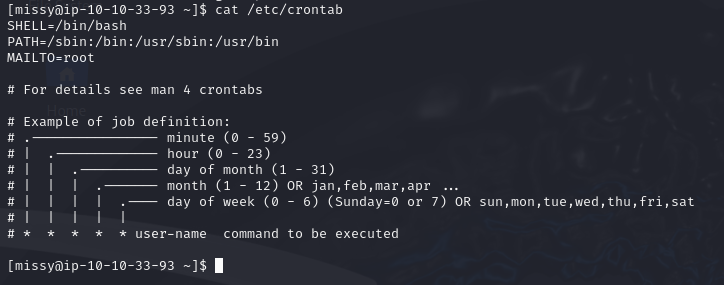 [missy@ip-10-10-33-93 ~]$ cat /etc/crontab
SHELL=/bin/bash
PATH=/sbin:/bin:/usr/sbin:/usr/bin
MAILTO=root
# For details see man 4 crontabs
# Example of job definition:
# .---------------- minute (0 - 59)
# |  .------------- hour (0 - 23)
# |  |  .---------- day of month (1 - 31)
# |  |  |  .------- month (1 - 12) OR jan,feb,mar,apr ...
# |  |  |  |  .---- day of week (0 - 6) (Sunday=0 or 7) OR sun,mon,tue,wed,thu,fri,sat
# |  |  |  |  |
# *  *  *  *  * user-name  command to be executed
[missy@ip-10-10-33-93 ~]$
Home